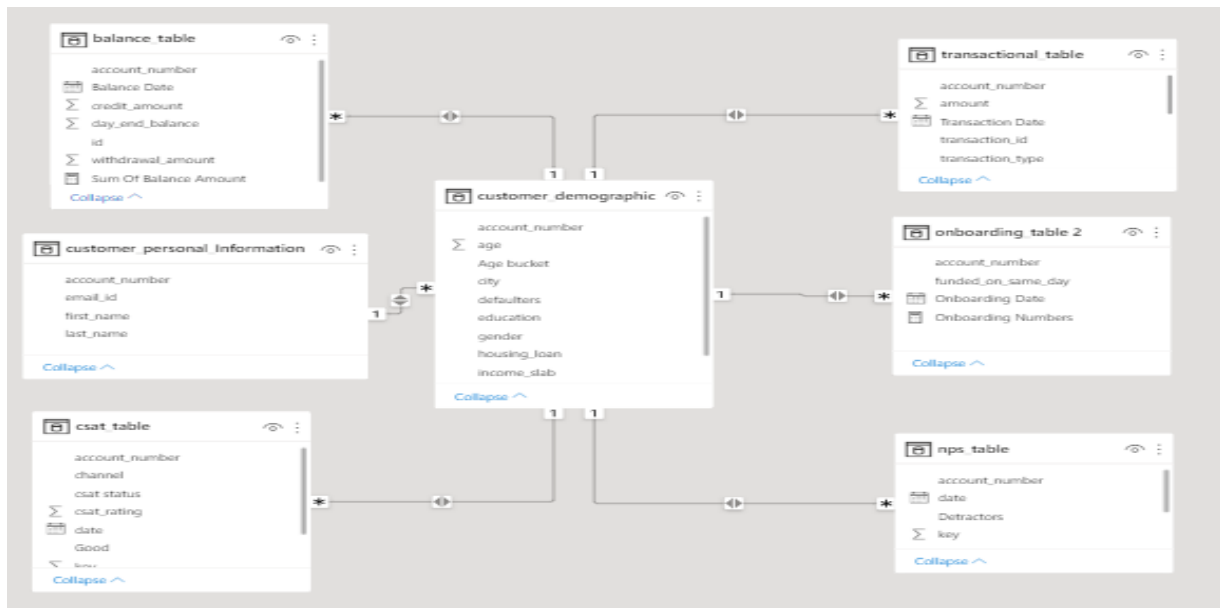 balance_table
account_number
Balance Date
credit_amount
day_end_balance
id
withdrawal_amount
Sum Of Balance Amount
Collapse
*
1
transactional_table
account_number
amount
Transaction Date
transaction_id
transaction_type
Collapse
*
1
customer_demographic
account_number
age
Age bucket
city
defaulters
education
gender
housing_loan
income_slab
Collapse
customer_personal_Information
account_number
email_id
first_name
last_name
Collapse
1
*
onboarding_table 2
account_number
funded_on_same_day
Onboarding Date
Onboarding Numbers
Collapse
1
*
csat_table
account_number
channel
csat status
csat_rating
date
Good
key
Collapse
*
1
nps_table
account_number
date
Detractors
key
Collapse
1
*